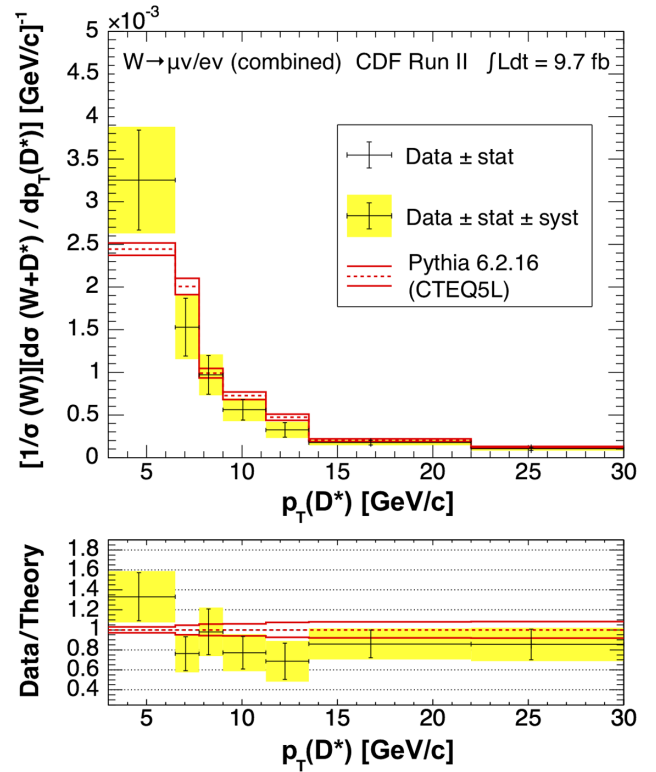 ×10⁻³
[1/σ (W)][dσ (W+D*) / dp_T(D*)] [GeV/c]⁻¹
5
4.5
4
3.5
3
2.5
2
1.5
1
0.5
0
W→μν/eν (combined) CDF Run II ∫Ldt = 9.7 fb
Data ± stat
Data ± stat ± syst
Pythia 6.2.16
(CTEQ5L)
5 10 15 20 25 30
p_T(D*) [GeV/c]
Data/Theory
1.8
1.6
1.4
1.2
1
0.8
0.6
0.4
5 10 15 20 25 30
p_T(D*) [GeV/c]